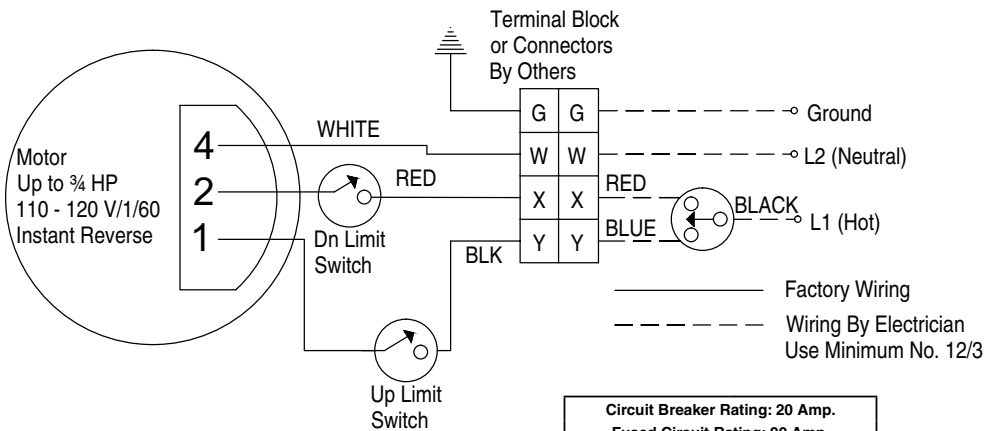 Terminal Block
or Connectors
By Others
G G Ground
4 WHITE W W L2 (Neutral)
Motor
Up to ¾ HP
110 - 120 V/1/60
Instant Reverse
2 RED X X RED
BLACK
L1 (Hot)
1 BLK Y Y BLUE
Dn Limit
Switch
Factory Wiring
Wiring By Electrician
Use Minimum No. 12/3
Up Limit
Switch
Circuit Breaker Rating: 20 Amp.